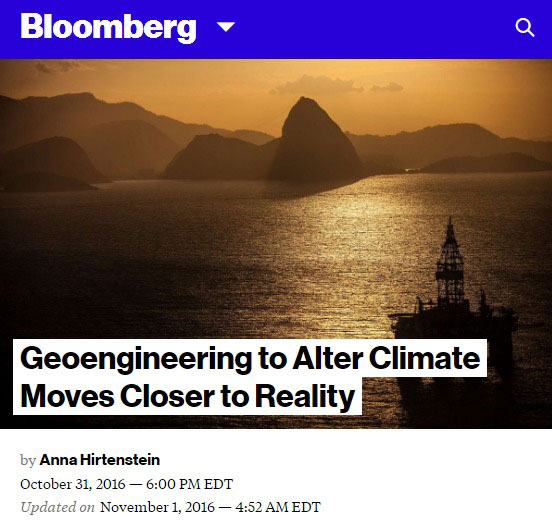 Bloomberg
Geoengineering to Alter Climate
Moves Closer to Reality
by Anna Hirtenstein
October 31, 2016 — 6:00 PM EDT
Updated on November 1, 2016 — 4:52 AM EDT